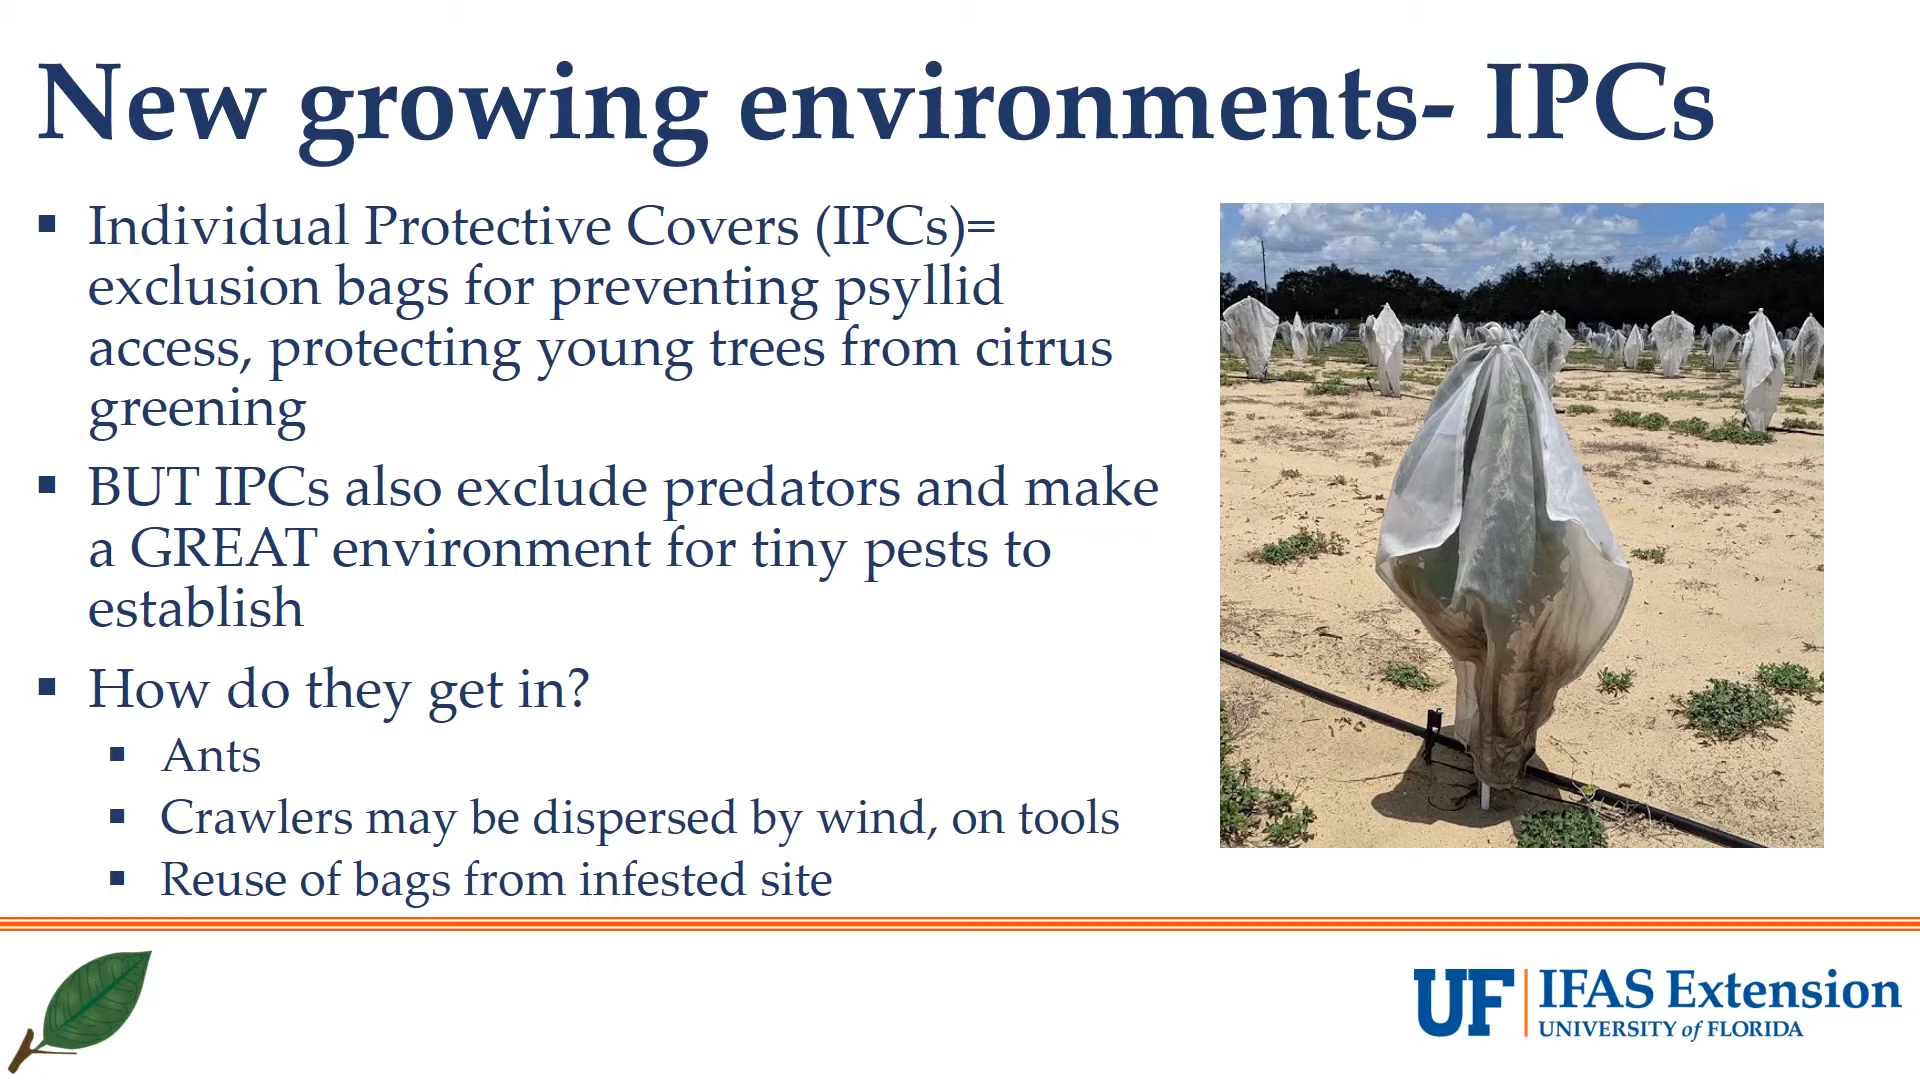 New growing environments- IPCs
Individual Protective Covers (IPCs)=
exclusion bags for preventing psyllid
access, protecting young trees from citrus
greening
BUT IPCs also exclude predators and make
a GREAT environment for tiny pests to
establish
How do they get in?
Ants
Crawlers may be dispersed by wind, on tools
Reuse of bags from infested site
UF IFAS Extension
UNIVERSITY of FLORIDA